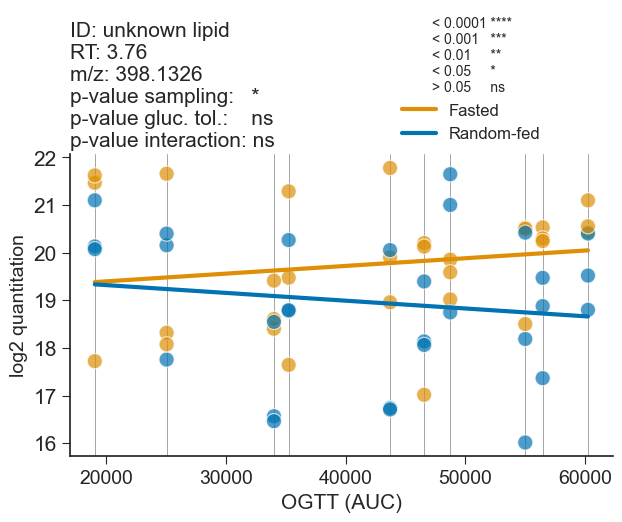 ID: unknown lipid
RT: 3.76
m/z: 398.1326
p-value sampling: *
p-value gluc. tol.: ns
p-value interaction: ns
< 0.0001 ****
< 0.001 ***
< 0.01 **
< 0.05 *
> 0.05 ns
Fasted
Random-fed
22
21
20
19
18
17
16
log2 quantitation
20000 30000 40000 50000 60000
OGTT (AUC)